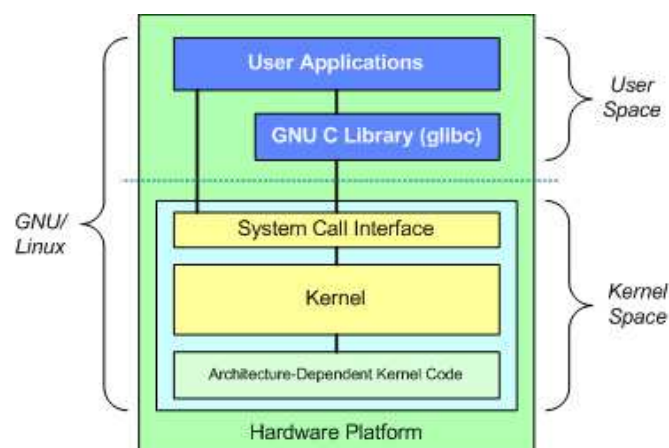 User Applications
User
Space
GNU C Library (glibc)
GNU/
Linux
System Call Interface
Kernel
Kernel
Space
Architecture-Dependent Kernel Code
Hardware Platform